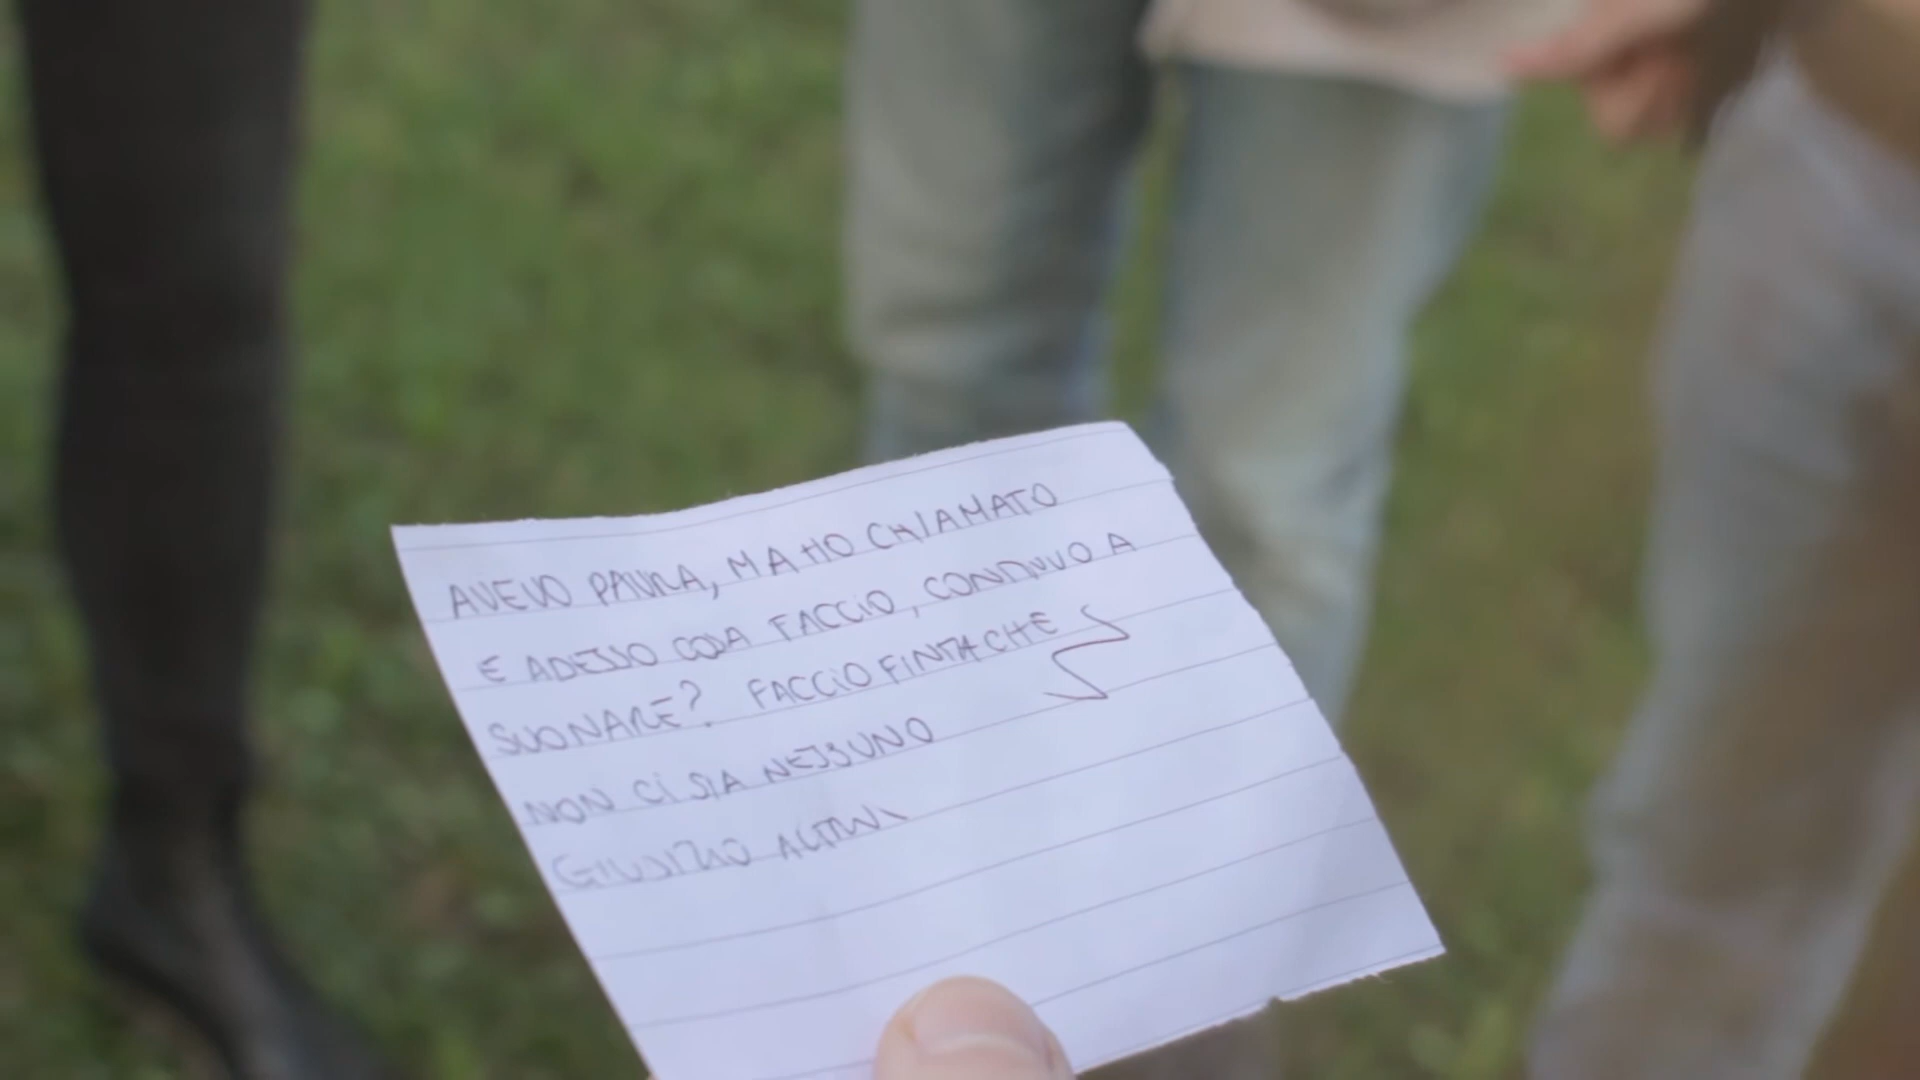 AVEVO PAURA, MA HO CHIAMATO
E ADESSO COSA FACCIO, CONTINUO A
SUONARE? FACCIO FINTA CHE
NON CI SIA NESSUNO